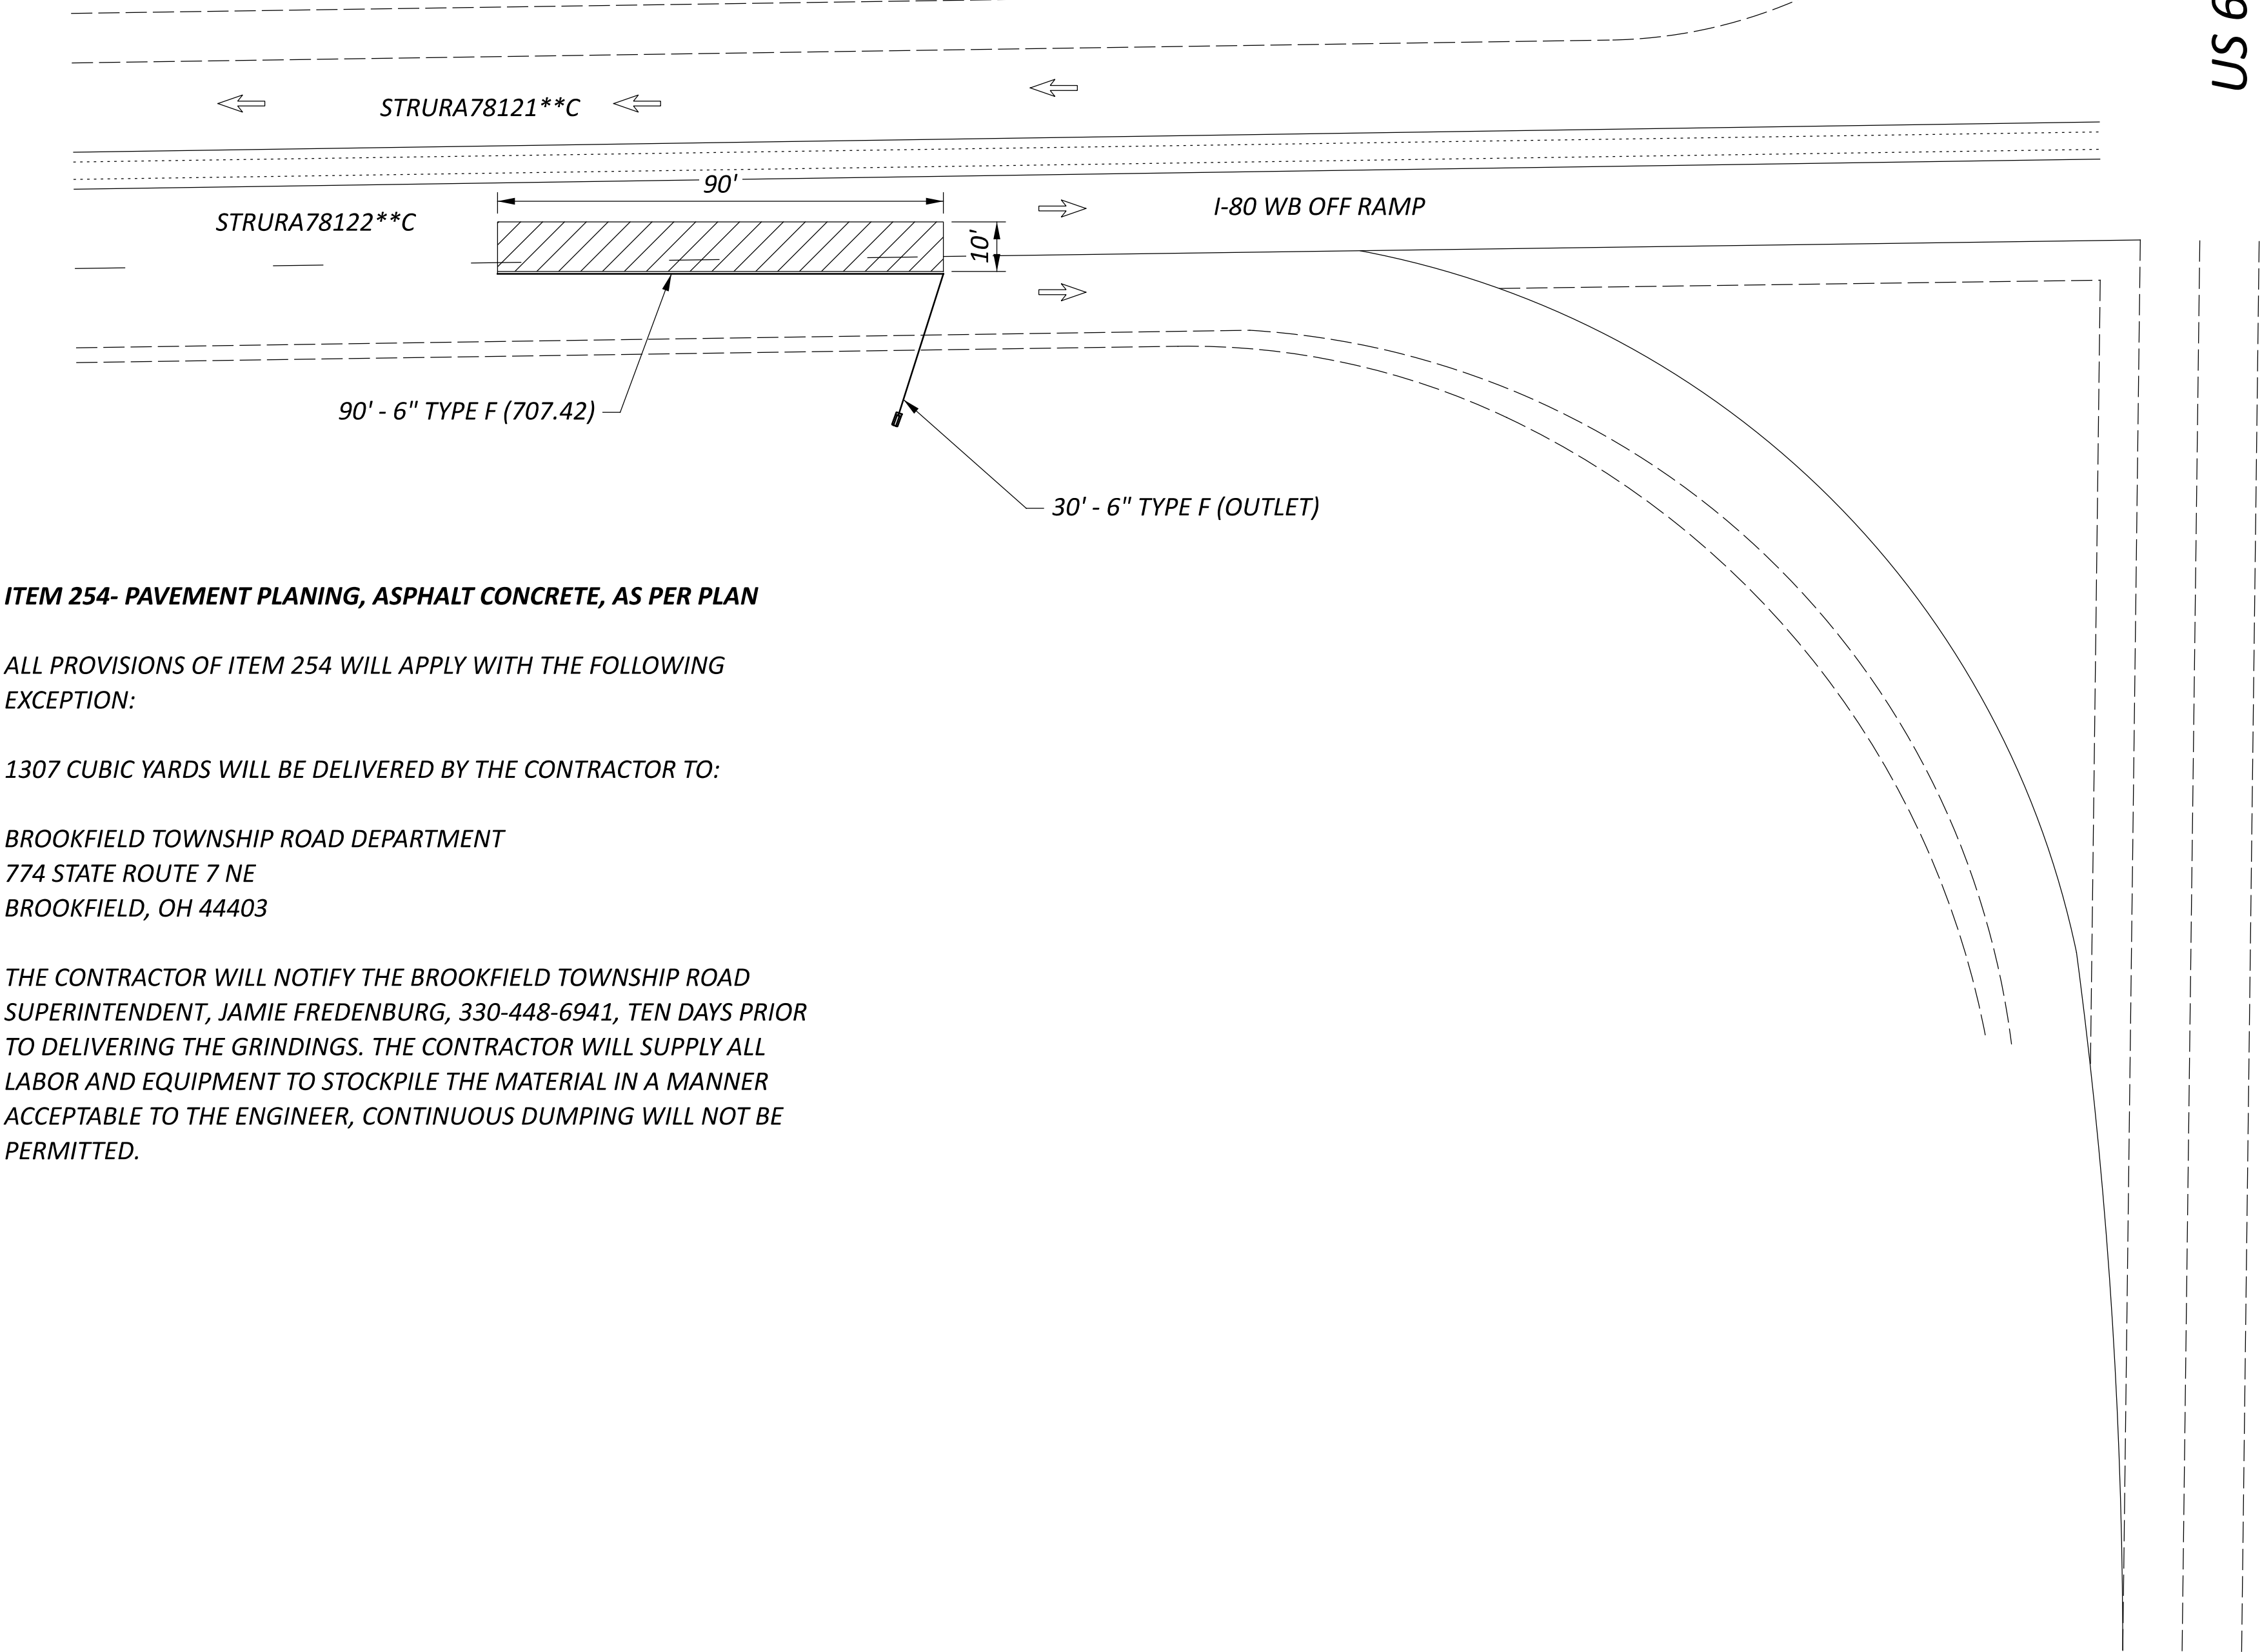 US 6
STRURA78121**C
90'
STRURA78122**C
I-80 WB OFF RAMP
10'
90' - 6" TYPE F (707.42)
30' - 6" TYPE F (OUTLET)
ITEM 254- PAVEMENT PLANING, ASPHALT CONCRETE, AS PER PLAN
ALL PROVISIONS OF ITEM 254 WILL APPLY WITH THE FOLLOWING
EXCEPTION:
1307 CUBIC YARDS WILL BE DELIVERED BY THE CONTRACTOR TO:
BROOKFIELD TOWNSHIP ROAD DEPARTMENT
774 STATE ROUTE 7 NE
BROOKFIELD, OH 44403
THE CONTRACTOR WILL NOTIFY THE BROOKFIELD TOWNSHIP ROAD
SUPERINTENDENT, JAMIE FREDENBURG, 330-448-6941, TEN DAYS PRIOR
TO DELIVERING THE GRINDINGS. THE CONTRACTOR WILL SUPPLY ALL
LABOR AND EQUIPMENT TO STOCKPILE THE MATERIAL IN A MANNER
ACCEPTABLE TO THE ENGINEER, CONTINUOUS DUMPING WILL NOT BE
PERMITTED.